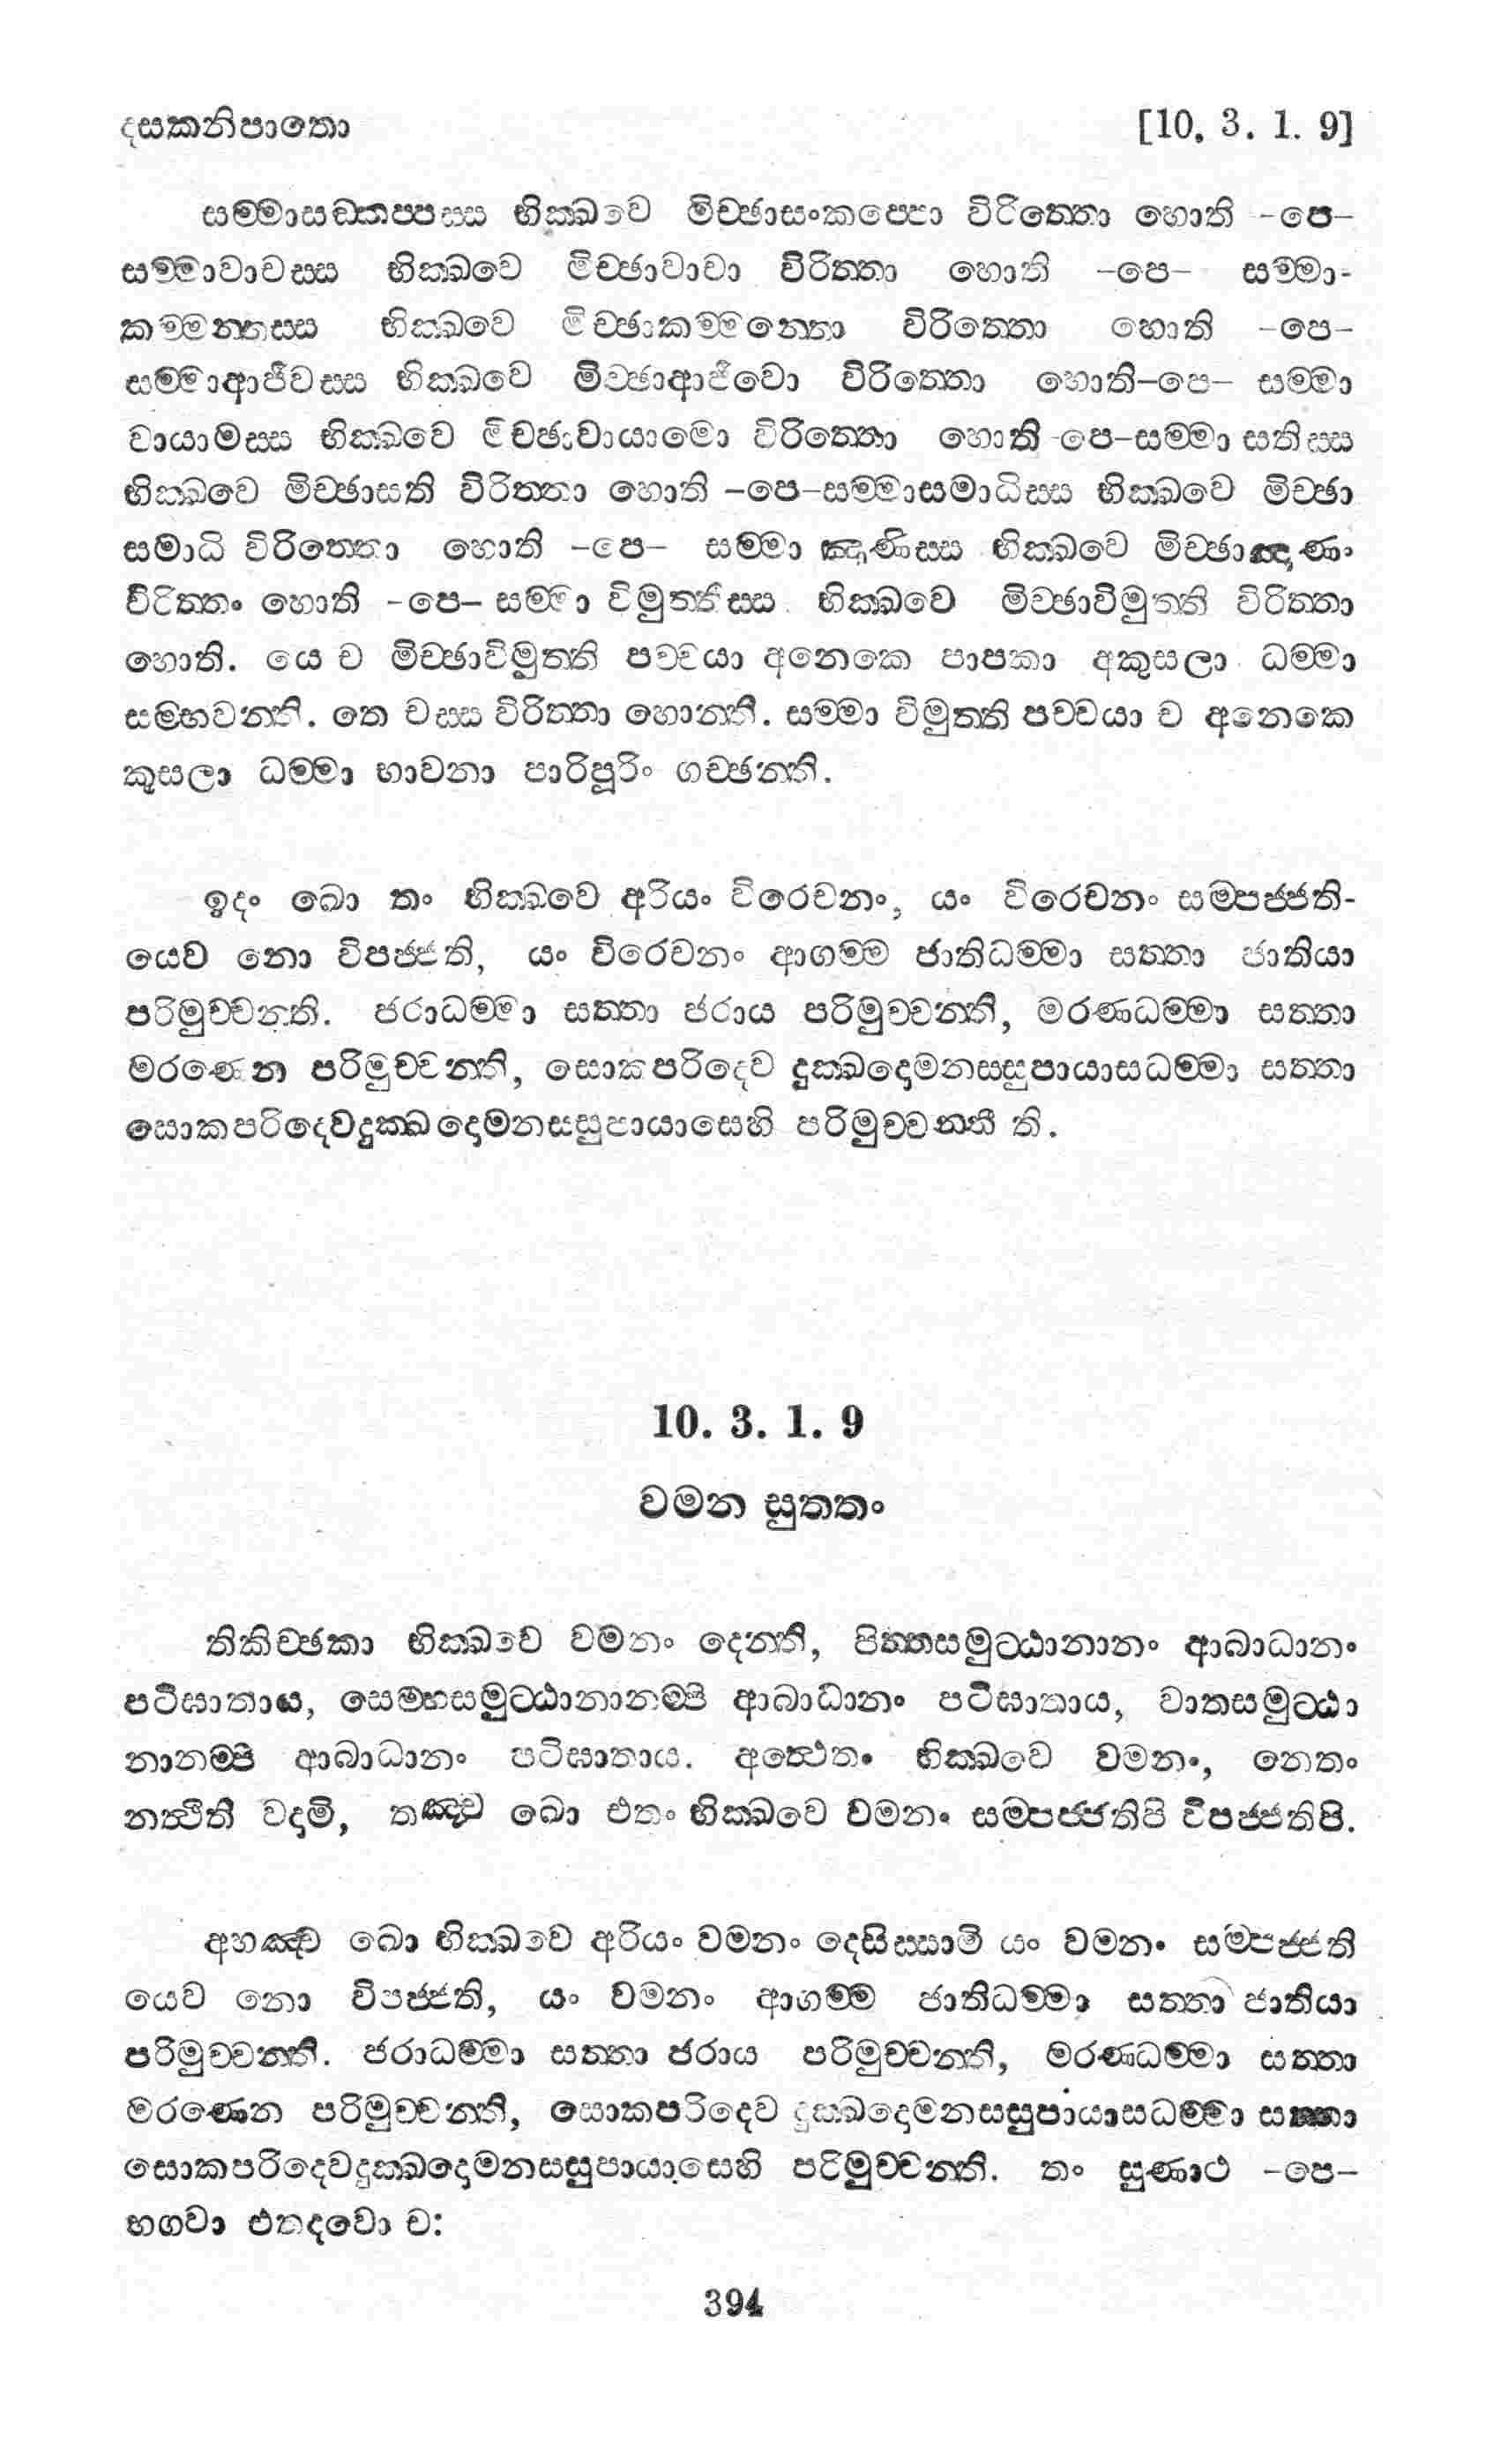 දසකනිපාතො [10. 3. 1. 9]
සම්මාසඞ්කප්පස්ස භික්ඛවෙ මිච්ඡාසංකප්පො විරිත්තො හොති -පෙ-
සම්මාවාචස්ස භික්ඛවෙ මිච්ඡාවාචා විරිත්තා හොති -පෙ- සම්මා-
කම්මන්තස්ස භික්ඛවෙ මිච්ඡාකම්මන්තො විරිත්තො හොති -පෙ-
සම්මාආජීවස්ස භික්ඛවෙ මිච්ඡාආජීවො විරිත්තො හොති-පෙ- සම්මා
වායාමස්ස භික්ඛවෙ මිච්ඡාවායාමො විරිත්තො හොති -පෙ-සම්මා සතිස්ස
භික්ඛවෙ මිච්ඡාසති විරිත්තා හොති -පෙ-සම්මාසමාධිස්ස භික්ඛවෙ මිච්ඡා
සමාධි විරිත්තො හොති -පෙ- සම්මා ඤාණිස්ස භික්ඛවෙ මිච්ඡාඤාණං
විරිත්තං හොති -පෙ- සම්මා විමුත්තිස්ස භික්ඛවෙ මිච්ඡාවිමුත්ති විරිත්තා
හොති. යෙ ච මිච්ඡාවිමුත්ති පච්චයා අනෙකෙ පාපකා අකුසලා ධම්මා
සම්භවන්ති. තෙ චස්ස විරිත්තා හොන්ති. සම්මා විමුත්ති පච්චයා ච අනෙකෙ
කුසලා ධම්මා භාවනා පාරිපූරිං ගච්ඡන්ති.
ඉදං ඛො තං භික්ඛවෙ අරියං විරෙචනං, යං විරෙචනං සම්පජ්ජති-
යෙව නො විපජ්ජති, යං විරෙචනං ආගම්ම ජාතිධම්මා සත්තා ජාතියා
පරිමුච්චන්ති. ජරාධම්මා සත්තා ජරාය පරිමුච්චන්ති, මරණධම්මා සත්තා
මරණෙන පරිමුච්චන්ති, සොකපරිදෙව දුක්ඛදොමනස්සුපායාසධම්මා සත්තා
සොකපරිදෙවදුක්ඛදොමනස්සුපායාසෙහි පරිමුච්චන්තී ති.
10. 3. 1. 9
වමන සුත්තං
තිකිච්ඡකා භික්ඛවෙ වමනං දෙන්ති, පිත්තසමුට්ඨානානං ආබාධානං
පටිඝාතාය, සෙම්හසමුට්ඨානානම්පි ආබාධානං පටිඝාතාය, වාතසමුට්ඨා
නානම්පි ආබාධානං පටිඝාතාය. අත්ථෙතං භික්ඛවෙ වමනං, නෙතං
නත්ථීති වදාමි, තඤ්ච ඛො එතං භික්ඛවෙ වමනං සම්පජ්ජතිපි විපජ්ජතිපි.
අහඤ්ච ඛො භික්ඛවෙ අරියං වමනං දෙසිස්සාමි යං වමනං සම්පජ්ජති
යෙව නො විපජ්ජති, යං වමනං ආගම්ම ජාතිධම්මා සත්තා ජාතියා
පරිමුච්චන්ති. ජරාධම්මා සත්තා ජරාය පරිමුච්චන්ති, මරණධම්මා සත්තා
මරණෙන පරිමුච්චන්ති, සොකපරිදෙව දුක්ඛදොමනස්සුපායාසධම්මා සත්තා
සොකපරිදෙවදුක්ඛදොමනස්සුපායාසෙහි පරිමුච්චන්ති. තං සුණාථ -පෙ-
භගවා එතදවො ච:
394